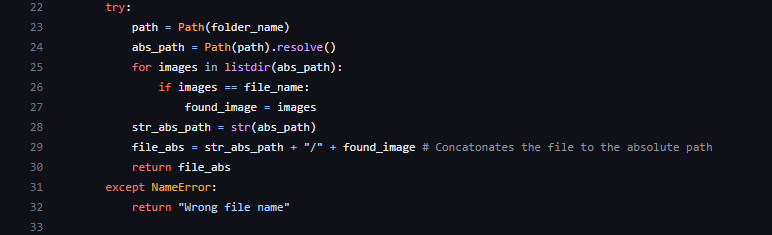 22 try:
23 path = Path(folder_name)
24 abs_path = Path(path).resolve()
25 for images in listdir(abs_path):
26 if images == file_name:
27 found_image = images
28 str_abs_path = str(abs_path)
29 file_abs = str_abs_path + "/" + found_image # Concatonates the file to the absolute path
30 return file_abs
31 except NameError:
32 return "Wrong file name"
33